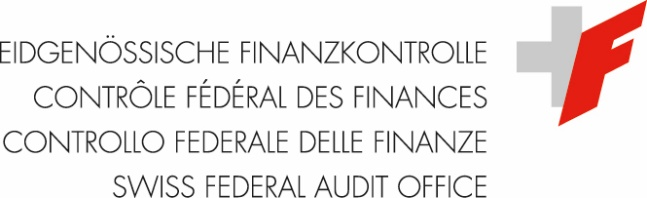 EIDGENÖSSISCHE FINANZKONTROLLE
CONTRÔLE FÉDÉRAL DES FINANCES
CONTROLLO FEDERALE DELLE FINANZE
SWISS FEDERAL AUDIT OFFICE
F